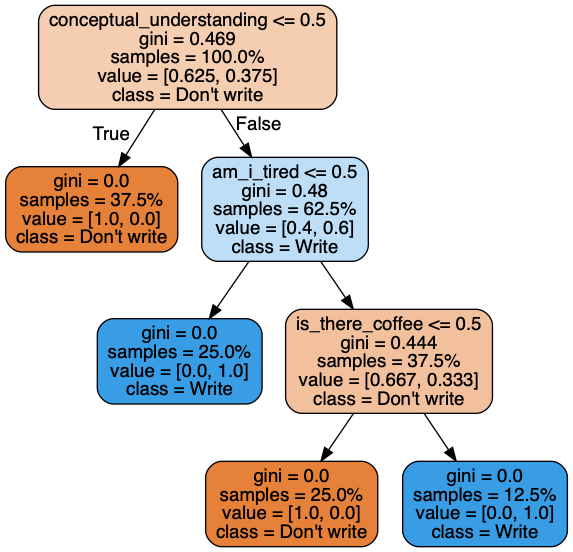 conceptual_understanding <= 0.5
gini = 0.469
samples = 100.0%
value = [0.625, 0.375]
class = Don't write
True
False
gini = 0.0
samples = 37.5%
value = [1.0, 0.0]
class = Don't write
am_i_tired <= 0.5
gini = 0.48
samples = 62.5%
value = [0.4, 0.6]
class = Write
gini = 0.0
samples = 25.0%
value = [0.0, 1.0]
class = Write
is_there_coffee <= 0.5
gini = 0.444
samples = 37.5%
value = [0.667, 0.333]
class = Don't write
gini = 0.0
samples = 25.0%
value = [1.0, 0.0]
class = Don't write
gini = 0.0
samples = 12.5%
value = [0.0, 1.0]
class = Write